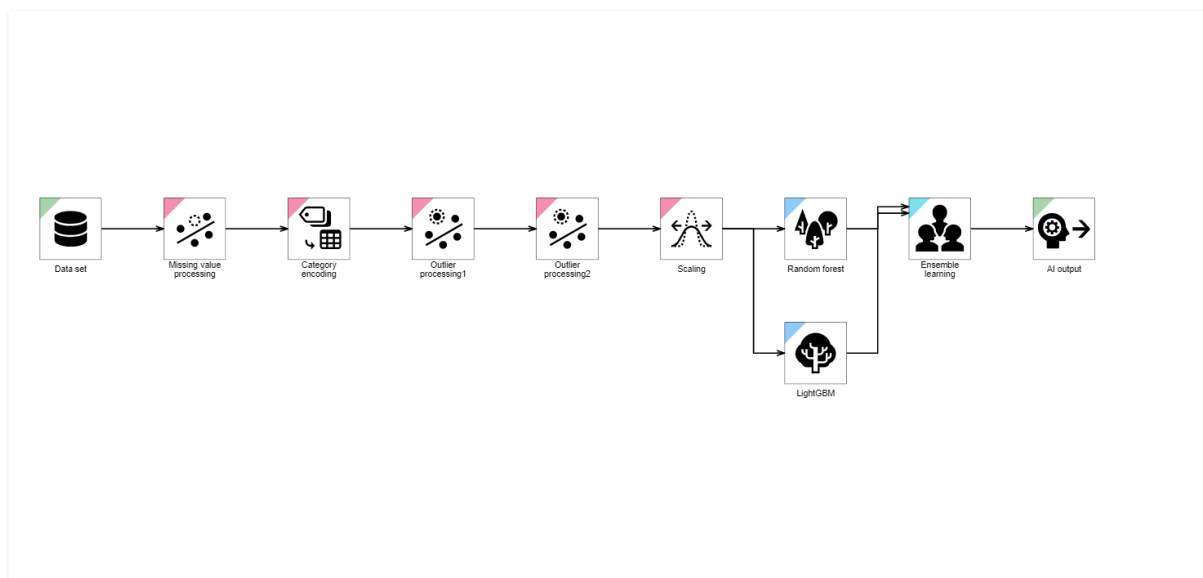 Data set
Missing value
processing
Category
encoding
Outlier
processing1
Outlier
processing2
Scaling
Random forest
Ensemble
learning
AI output
LightGBM